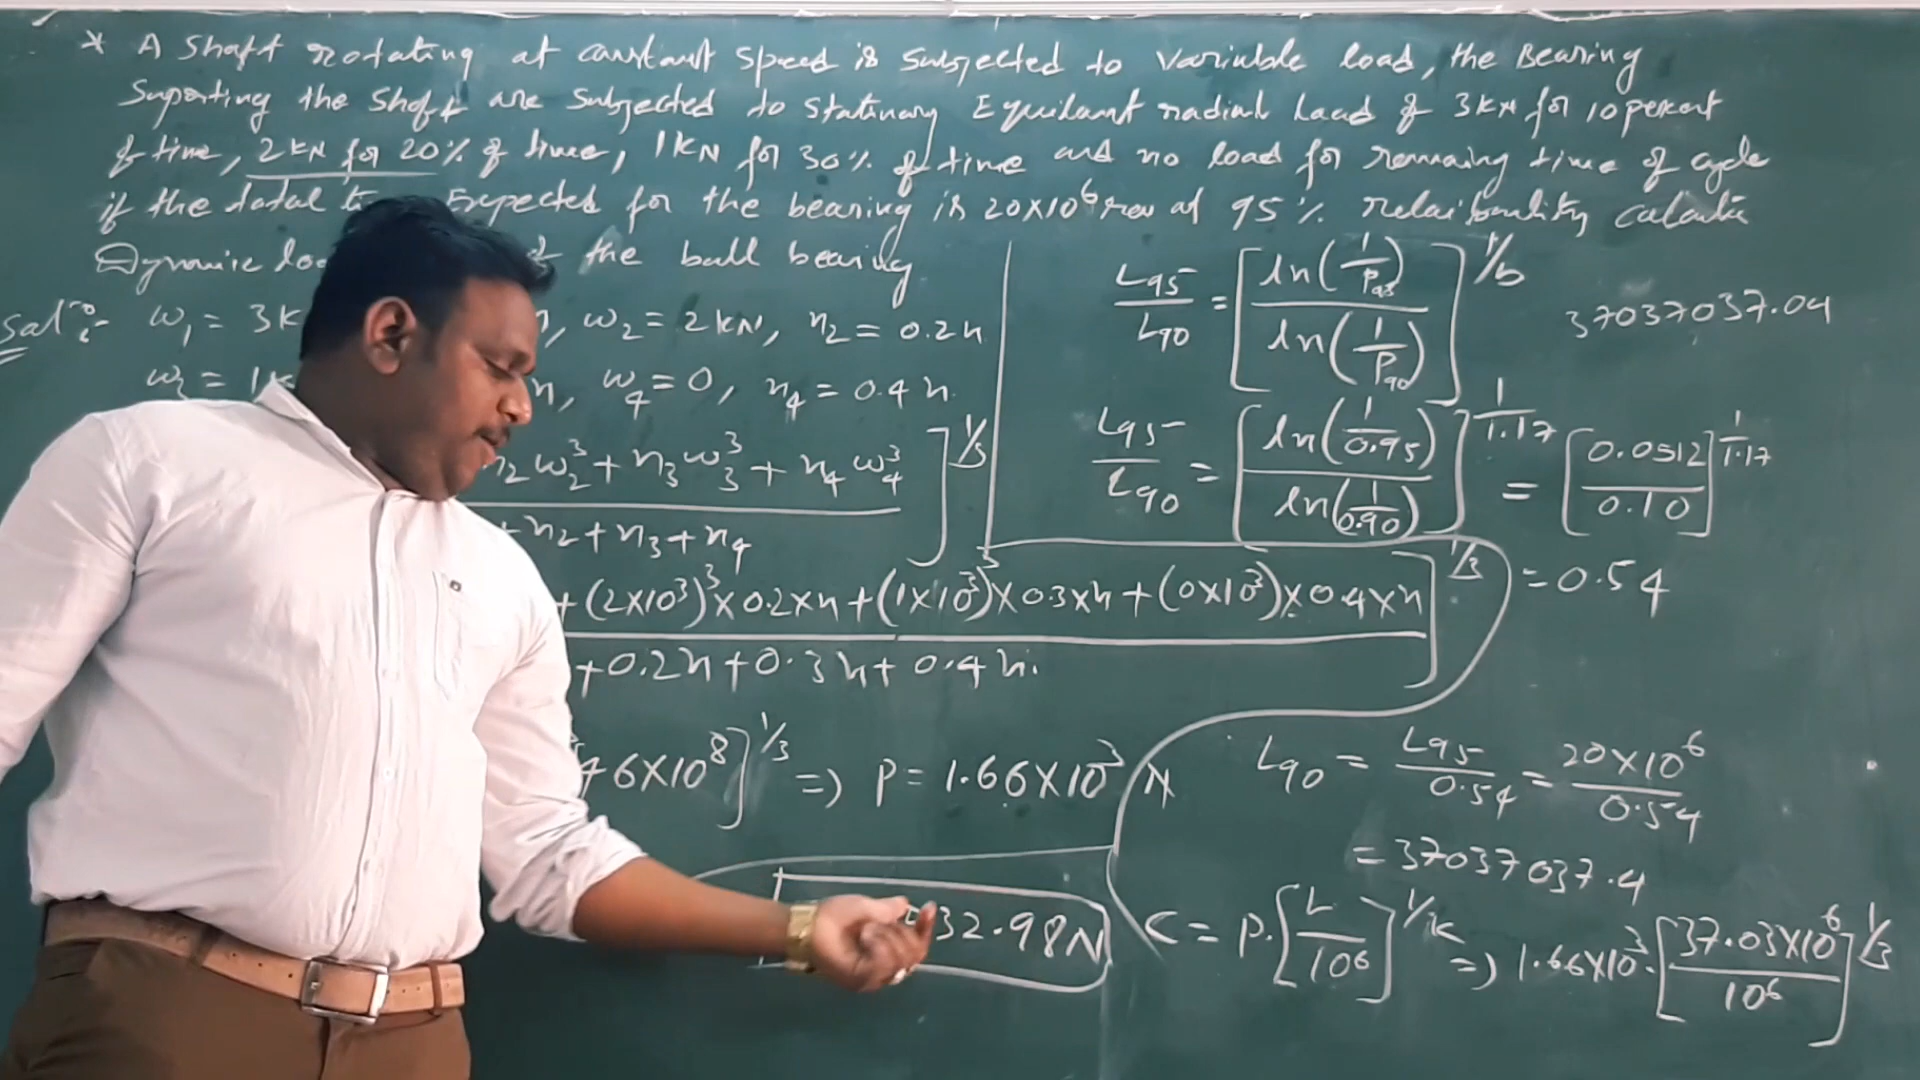 * A Shaft rotating at constant speed is subjected to variable load, the Bearing
Suporting the Shaft are Subjected to Stationary Equilant radial Load of 3KN for 10 percent
of time, 2KN for 20% of time, 1KN for 30% of time and no load for remaing time of cycle
if the total Expected for the bearing is 20×10⁶ rev at 95%
Dynamic the ball bearing
Sol:- w₁ = 3K n, w₂ = 2KN, n₂ = 0.2n
w₃ = 1K n, w₄ = 0, n₄ = 0.4n
n₂w₂³ + n₃w₃³ + n₄w₄³ ]^1/3
+ n₂ + n₃ + n₄
+ (2×10³)³×0.2×n + (1×10³)³×0.3×n + (0×10³)×0.4×n ]^1/3
+0.2n + 0.3n + 0.4n.
46×10⁸]^1/3 => P = 1.66×10³ N
32.98N
L95/L90 = [ln(1/P95)/ln(1/P90)]^1/b
37037037.04
L95/L90 = [ln(1/0.95)/ln(1/0.90)]^1/1.17 = [0.0512/0.10]^1/1.17
= 0.54
L90 = L95/0.54 = 20×10⁶/0.54
= 37037037.4
C = P.[L/10⁶]^1/k => 1.66×10³.[37.03×10⁶/10⁶]^1/3